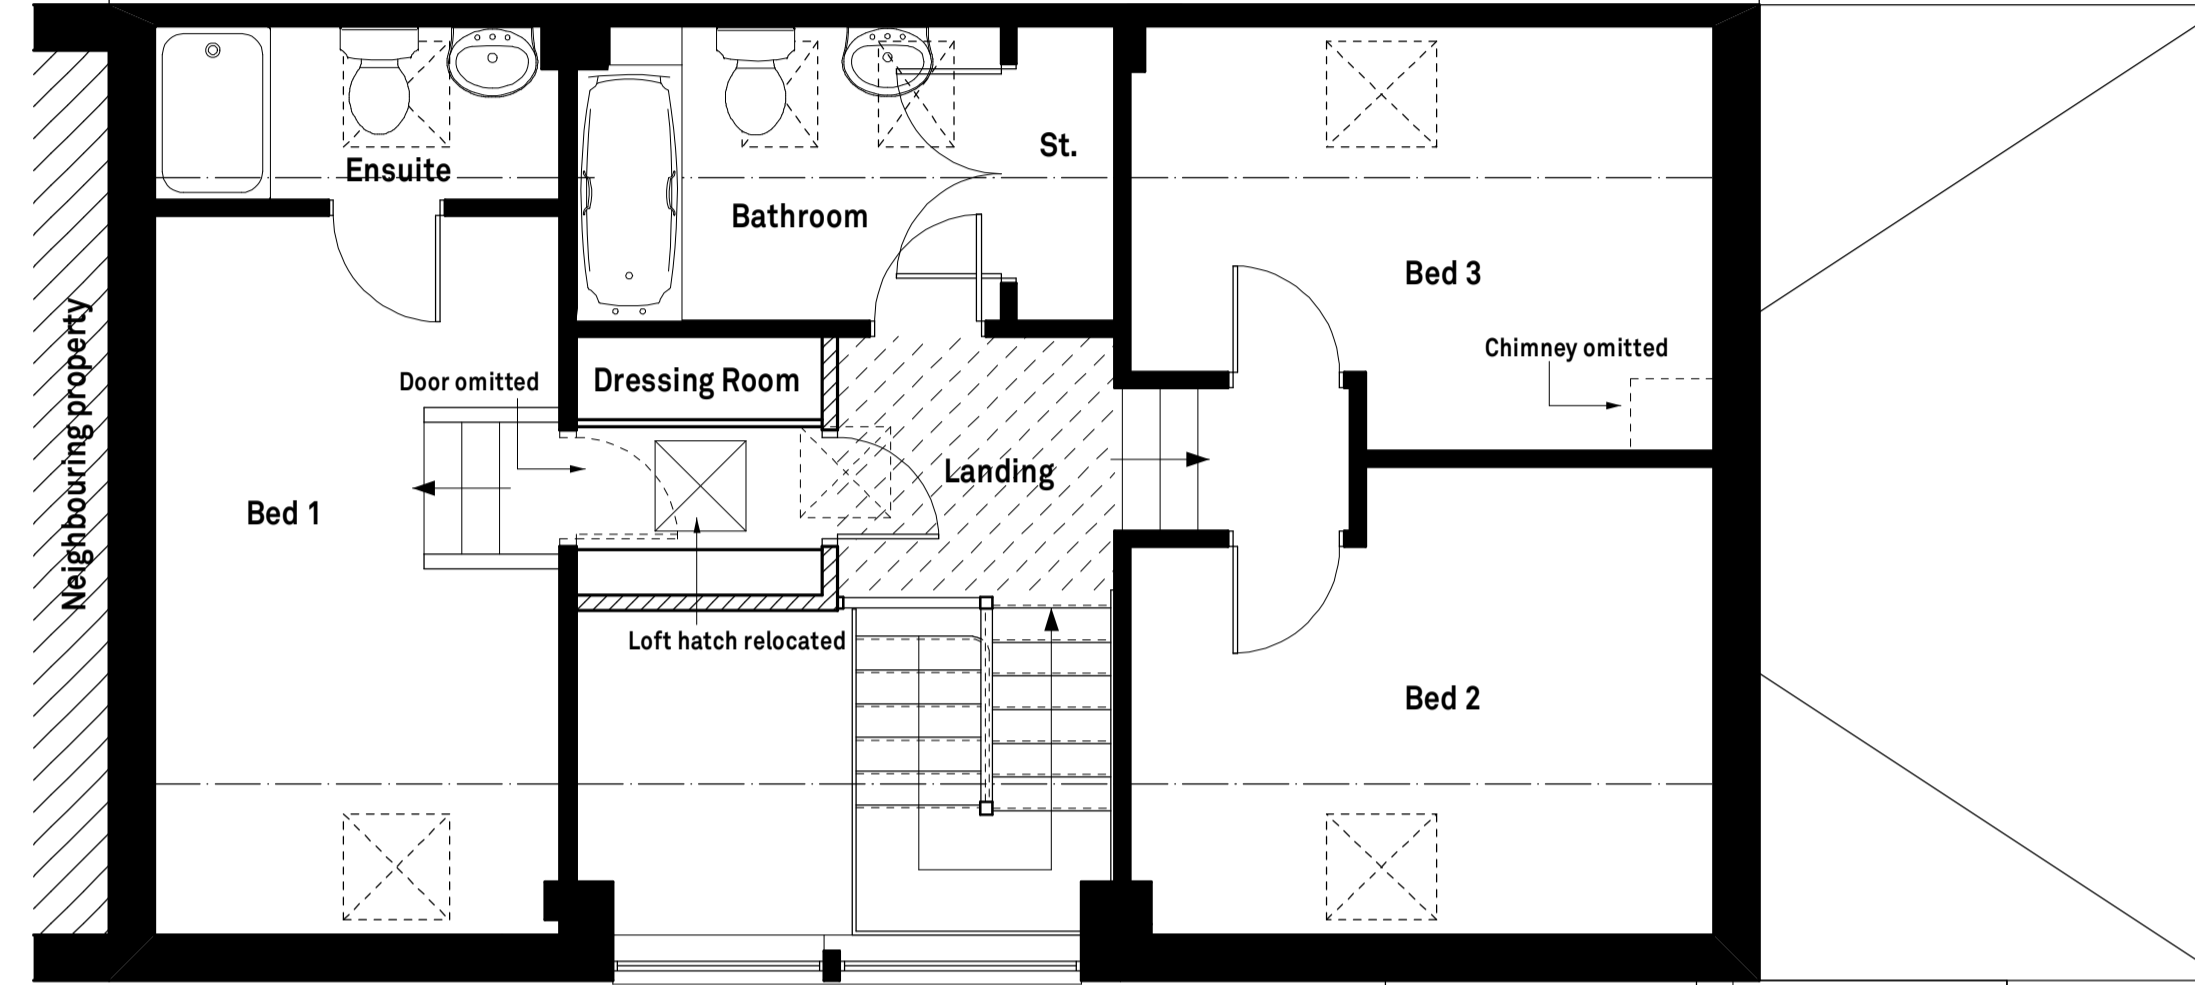 Ensuite
St.
Bathroom
Bed 3
Neighbouring property
Chimney omitted
Door omitted
Dressing Room
Landing
Bed 1
Loft hatch relocated
Bed 2